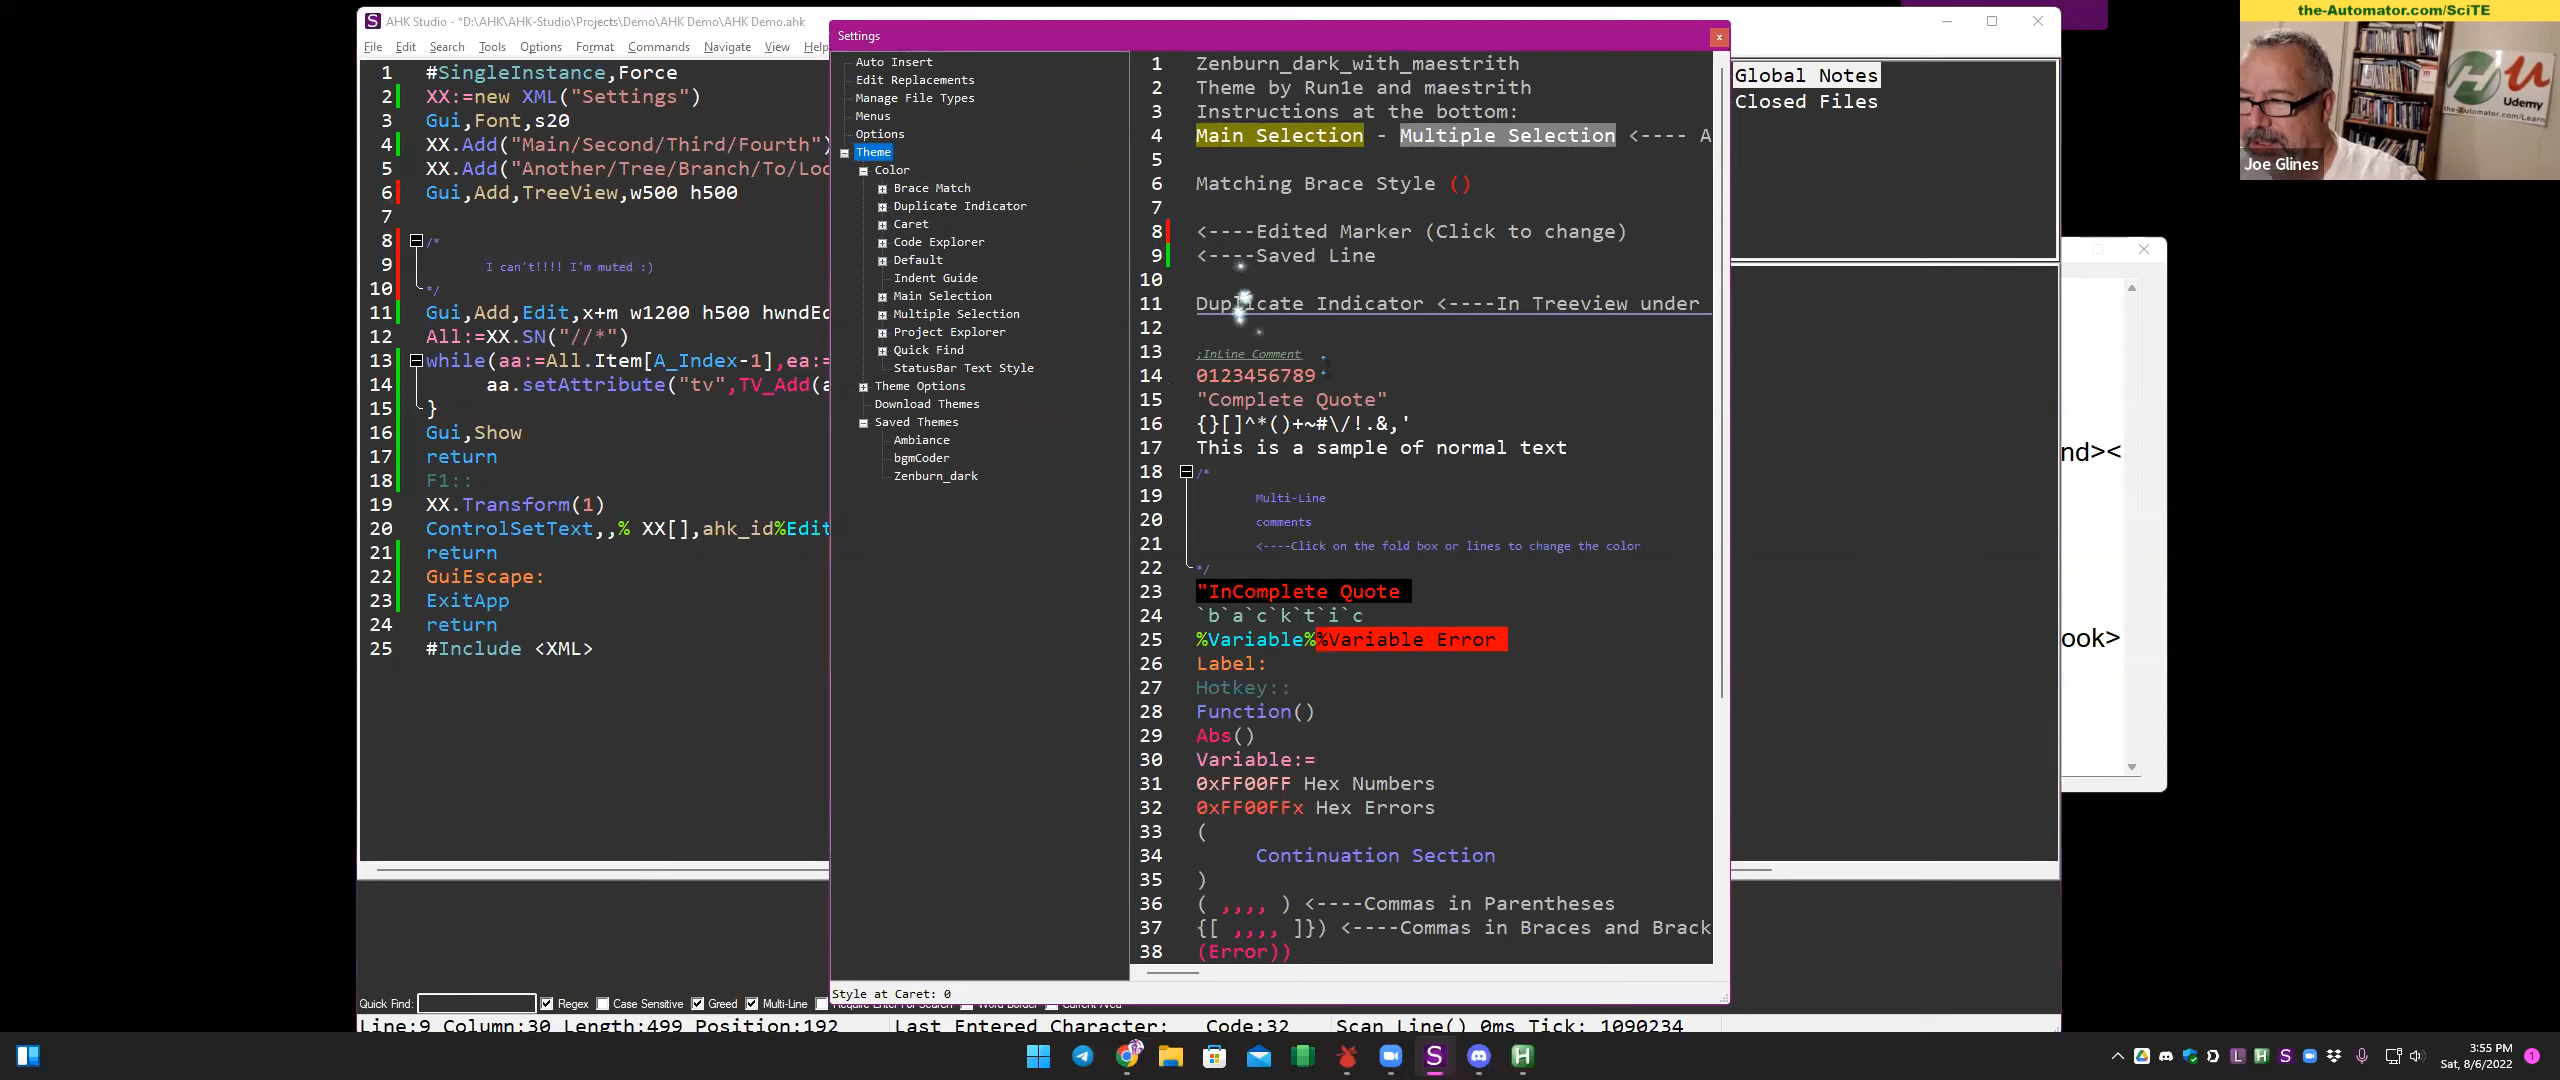 AHK Studio - *D:\AHK\AHK-Studio\Projects\Demo\AHK Demo\AHK Demo.ahk
File Edit Search Tools Options Format Commands Navigate View Help
1 #SingleInstance,Force
2 XX:=new XML("Settings")
3 Gui,Font,s20
4 XX.Add("Main/Second/Third/Fourth")
5 XX.Add("Another/Tree/Branch/To/Loc
6 Gui,Add,TreeView,w500 h500
7
8 /*
9 I can't!!!! I'm muted :)
10 */
11 Gui,Add,Edit,x+m w1200 h500 hwndEd
12 All:=XX.SN("//*")
13 while(aa:=All.Item[A_Index-1],ea:=
14 aa.setAttribute("tv",TV_Add(a
15 }
16 Gui,Show
17 return
18 F1::
19 XX.Transform(1)
20 ControlSetText,,% XX[],ahk_id%Edit
21 return
22 GuiEscape:
23 ExitApp
24 return
25 #Include <XML>
Settings
x
Auto Insert
Edit Replacements
Manage File Types
Menus
Options
Theme
Color
Brace Match
Duplicate Indicator
Caret
Code Explorer
Default
Indent Guide
Main Selection
Multiple Selection
Project Explorer
Quick Find
StatusBar Text Style
Theme Options
Download Themes
Saved Themes
Ambiance
bgmCoder
Zenburn_dark
1 Zenburn_dark_with_maestrith
2 Theme by Run1e and maestrith
3 Instructions at the bottom:
4 Main Selection - Multiple Selection <---- A
5
6 Matching Brace Style ()
7
8 <----Edited Marker (Click to change)
9 <----Saved Line
10
11 Duplicate Indicator <----In Treeview under
12
13 ;InLine Comment
14 0123456789
15 "Complete Quote"
16 {}[]^*()+~#\/!.&,'
17 This is a sample of normal text
18 /*
19 Multi-Line
20 comments
21 <----Click on the fold box or lines to change the color
22 */
23 "InComplete Quote
24 `b`a`c`k`t`i`c
25 %Variable%%Variable Error
26 Label:
27 Hotkey::
28 Function()
29 Abs()
30 Variable:=
31 0xFF00FF Hex Numbers
32 0xFF00FFx Hex Errors
33 (
34 Continuation Section
35 )
36 ( ,,,, ) <----Commas in Parentheses
37 {[ ,,,, ]}) <----Commas in Braces and Brack
38 (Error))
Style at Caret: 0
Global Notes
Closed Files
nd><
ook>
the-Automator.com/SciTE
Udemy
Joe Glines
Quick Find: Regex Case Sensitive Greed Multi-Line
Line:9 Column:30 Length:499 Position:192 Last Entered Character: Code:32 Scan Line() 0ms Tick: 1090234
3:55 PM
Sat, 8/6/2022
1